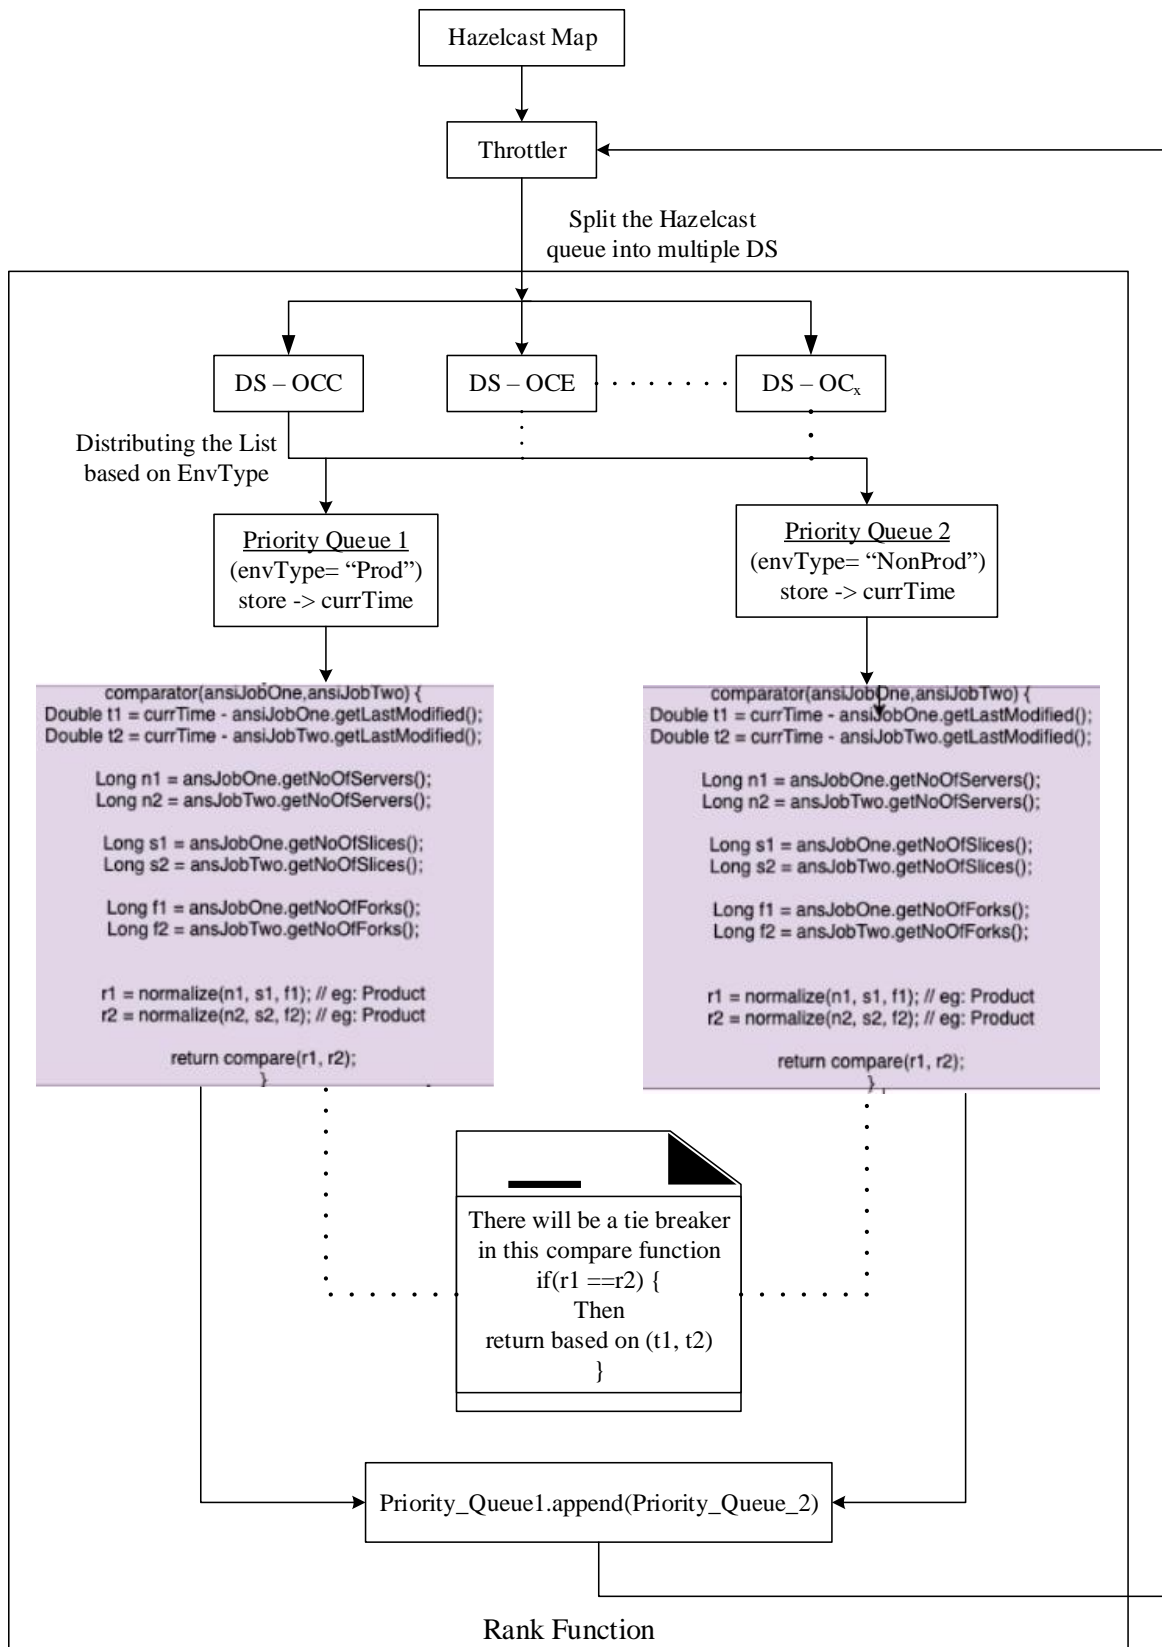 Hazelcast Map
Throttler
Split the Hazelcast
queue into multiple DS
DS – OCC
DS – OCE
DS – OCx
Distributing the List
based on EnvType
Priority Queue 1
(envType= “Prod”)
store -> currTime
Priority Queue 2
(envType= “NonProd”)
store -> currTime
comparator(ansiJobOne,ansiJobTwo) {
Double t1 = currTime - ansiJobOne.getLastModified();
Double t2 = currTime - ansiJobTwo.getLastModified();
Long n1 = ansJobOne.getNoOfServers();
Long n2 = ansJobTwo.getNoOfServers();
Long s1 = ansJobOne.getNoOfSlices();
Long s2 = ansJobTwo.getNoOfSlices();
Long f1 = ansJobOne.getNoOfForks();
Long f2 = ansJobTwo.getNoOfForks();
r1 = normalize(n1, s1, f1); // eg: Product
r2 = normalize(n2, s2, f2); // eg: Product
return compare(r1, r2);
}
comparator(ansiJobOne,ansiJobTwo) {
Double t1 = currTime - ansiJobOne.getLastModified();
Double t2 = currTime - ansiJobTwo.getLastModified();
Long n1 = ansJobOne.getNoOfServers();
Long n2 = ansJobTwo.getNoOfServers();
Long s1 = ansJobOne.getNoOfSlices();
Long s2 = ansJobTwo.getNoOfSlices();
Long f1 = ansJobOne.getNoOfForks();
Long f2 = ansJobTwo.getNoOfForks();
r1 = normalize(n1, s1, f1); // eg: Product
r2 = normalize(n2, s2, f2); // eg: Product
return compare(r1, r2);
}
There will be a tie breaker
in this compare function
if(r1 ==r2) {
Then
return based on (t1, t2)
}
Priority_Queue1.append(Priority_Queue_2)
Rank Function